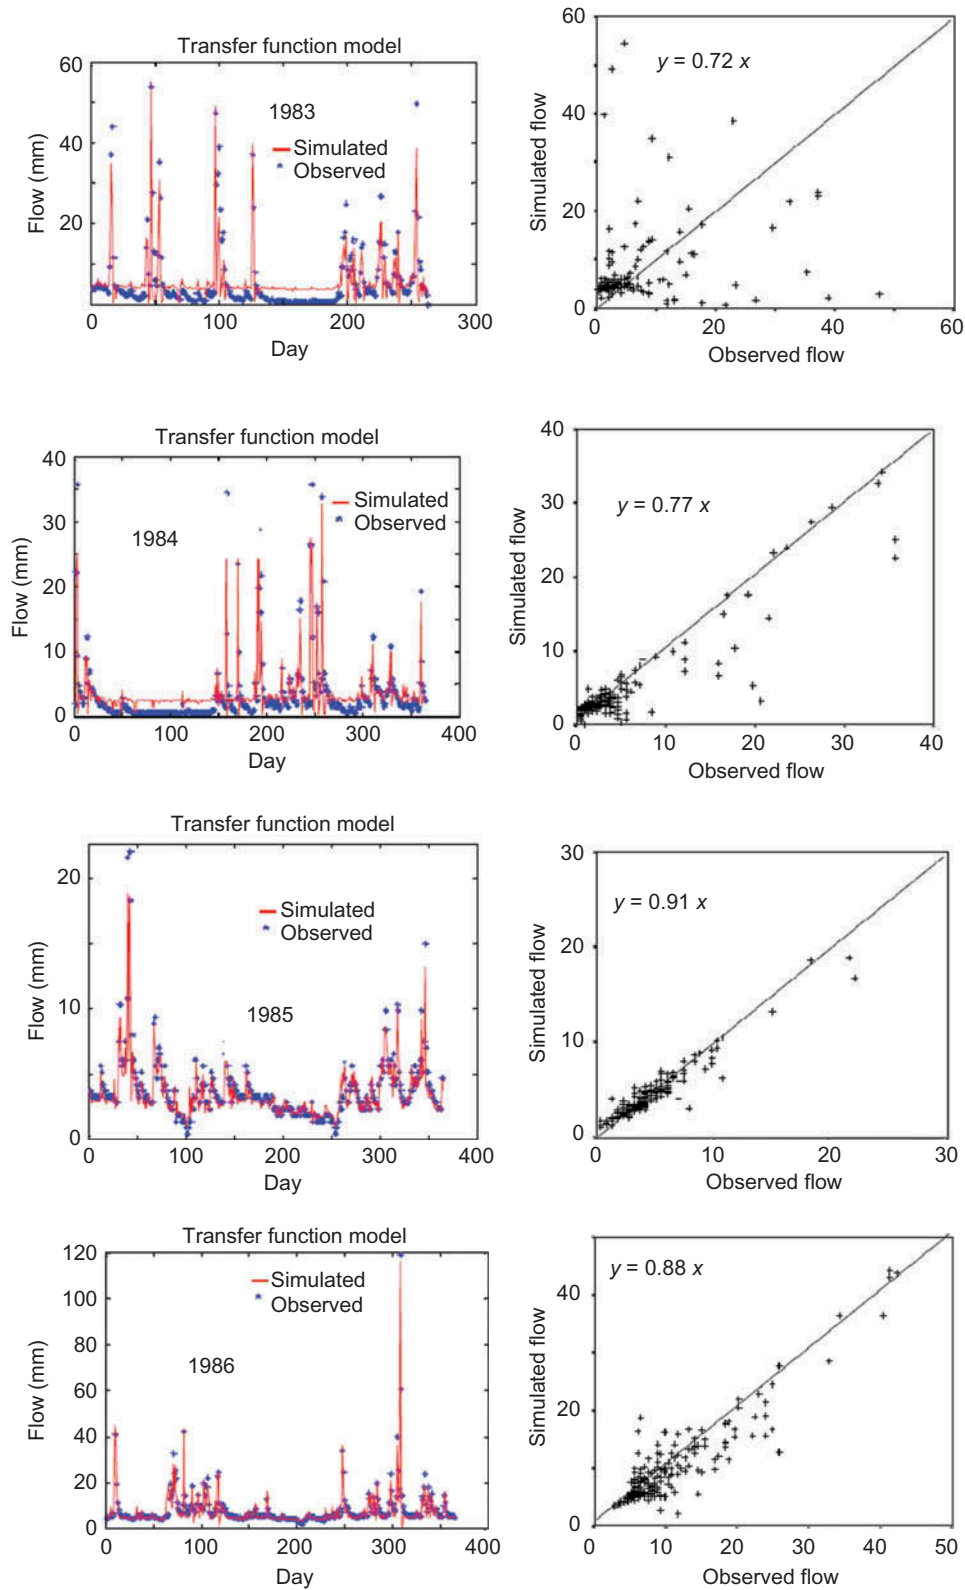 Transfer function model
60
40
20
Flow (mm)
1983
Simulated
Observed
0
100
200
300
Day
60
40
20
0
Simulated flow
y = 0.72 x
0
20
40
60
Observed flow
Transfer function model
40
30
20
10
0
Flow (mm)
1984
Simulated
Observed
0
100
200
300
400
Day
40
30
20
10
0
Simulated flow
y = 0.77 x
0
10
20
30
40
Observed flow
Transfer function model
20
10
0
Flow (mm)
Simulated
Observed
1985
0
100
200
300
400
Day
30
20
10
0
Simulated flow
y = 0.91 x
0
10
20
30
Observed flow
Transfer function model
120
100
80
60
40
20
0
Flow (mm)
Simulated
Observed
1986
0
100
200
300
400
Day
40
20
0
Simulated flow
y = 0.88 x
0
10
20
30
40
50
Observed flow